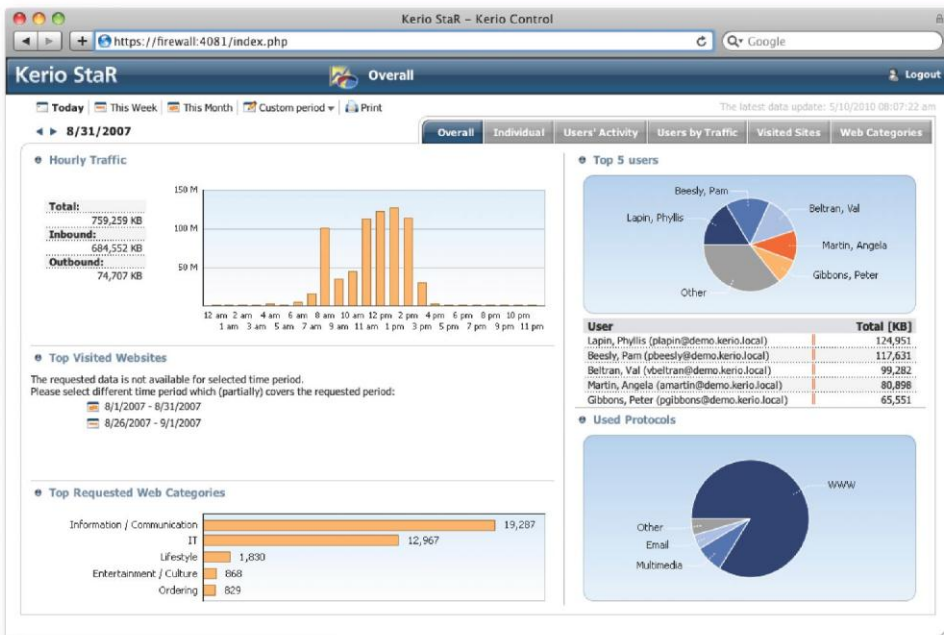 Kerio StaR – Kerio Control
https://firewall:4081/index.php
Google
Kerio StaR
Overall
Logout
Today
This Week
This Month
Custom period
Print
The latest data update: 5/10/2010 08:07:22 am
8/31/2007
Overall
Individual
Users' Activity
Users by Traffic
Visited Sites
Web Categories
Hourly Traffic
Total:
759,259 KB
Inbound:
684,552 KB
Outbound:
74,707 KB
150 M
100 M
50 M
12 am 2 am 4 am 6 am 8 am 10 am 12 pm 2 pm 4 pm 6 pm 8 pm 10 pm
1 am 3 am 5 am 7 am 9 am 11 am 1 pm 3 pm 5 pm 7 pm 9 pm 11 pm
Top Visited Websites
The requested data is not available for selected time period.
Please select different time period which (partially) covers the requested period:
8/1/2007 - 8/31/2007
8/26/2007 - 9/1/2007
Top Requested Web Categories
Information / Communication 19,287
IT 12,967
Lifestyle 1,830
Entertainment / Culture 868
Ordering 829
Top 5 users
Beesly, Pam
Lapin, Phyllis
Beltran, Val
Martin, Angela
Gibbons, Peter
Other
User Total [KB]
Lapin, Phyllis (plapin@demo.kerio.local) 124,951
Beesly, Pam (pbeesly@demo.kerio.local) 117,631
Beltran, Val (vbeltran@demo.kerio.local) 99,282
Martin, Angela (amartin@demo.kerio.local) 80,898
Gibbons, Peter (pgibbons@demo.kerio.local) 65,551
Used Protocols
WWW
Other
Email
Multimedia